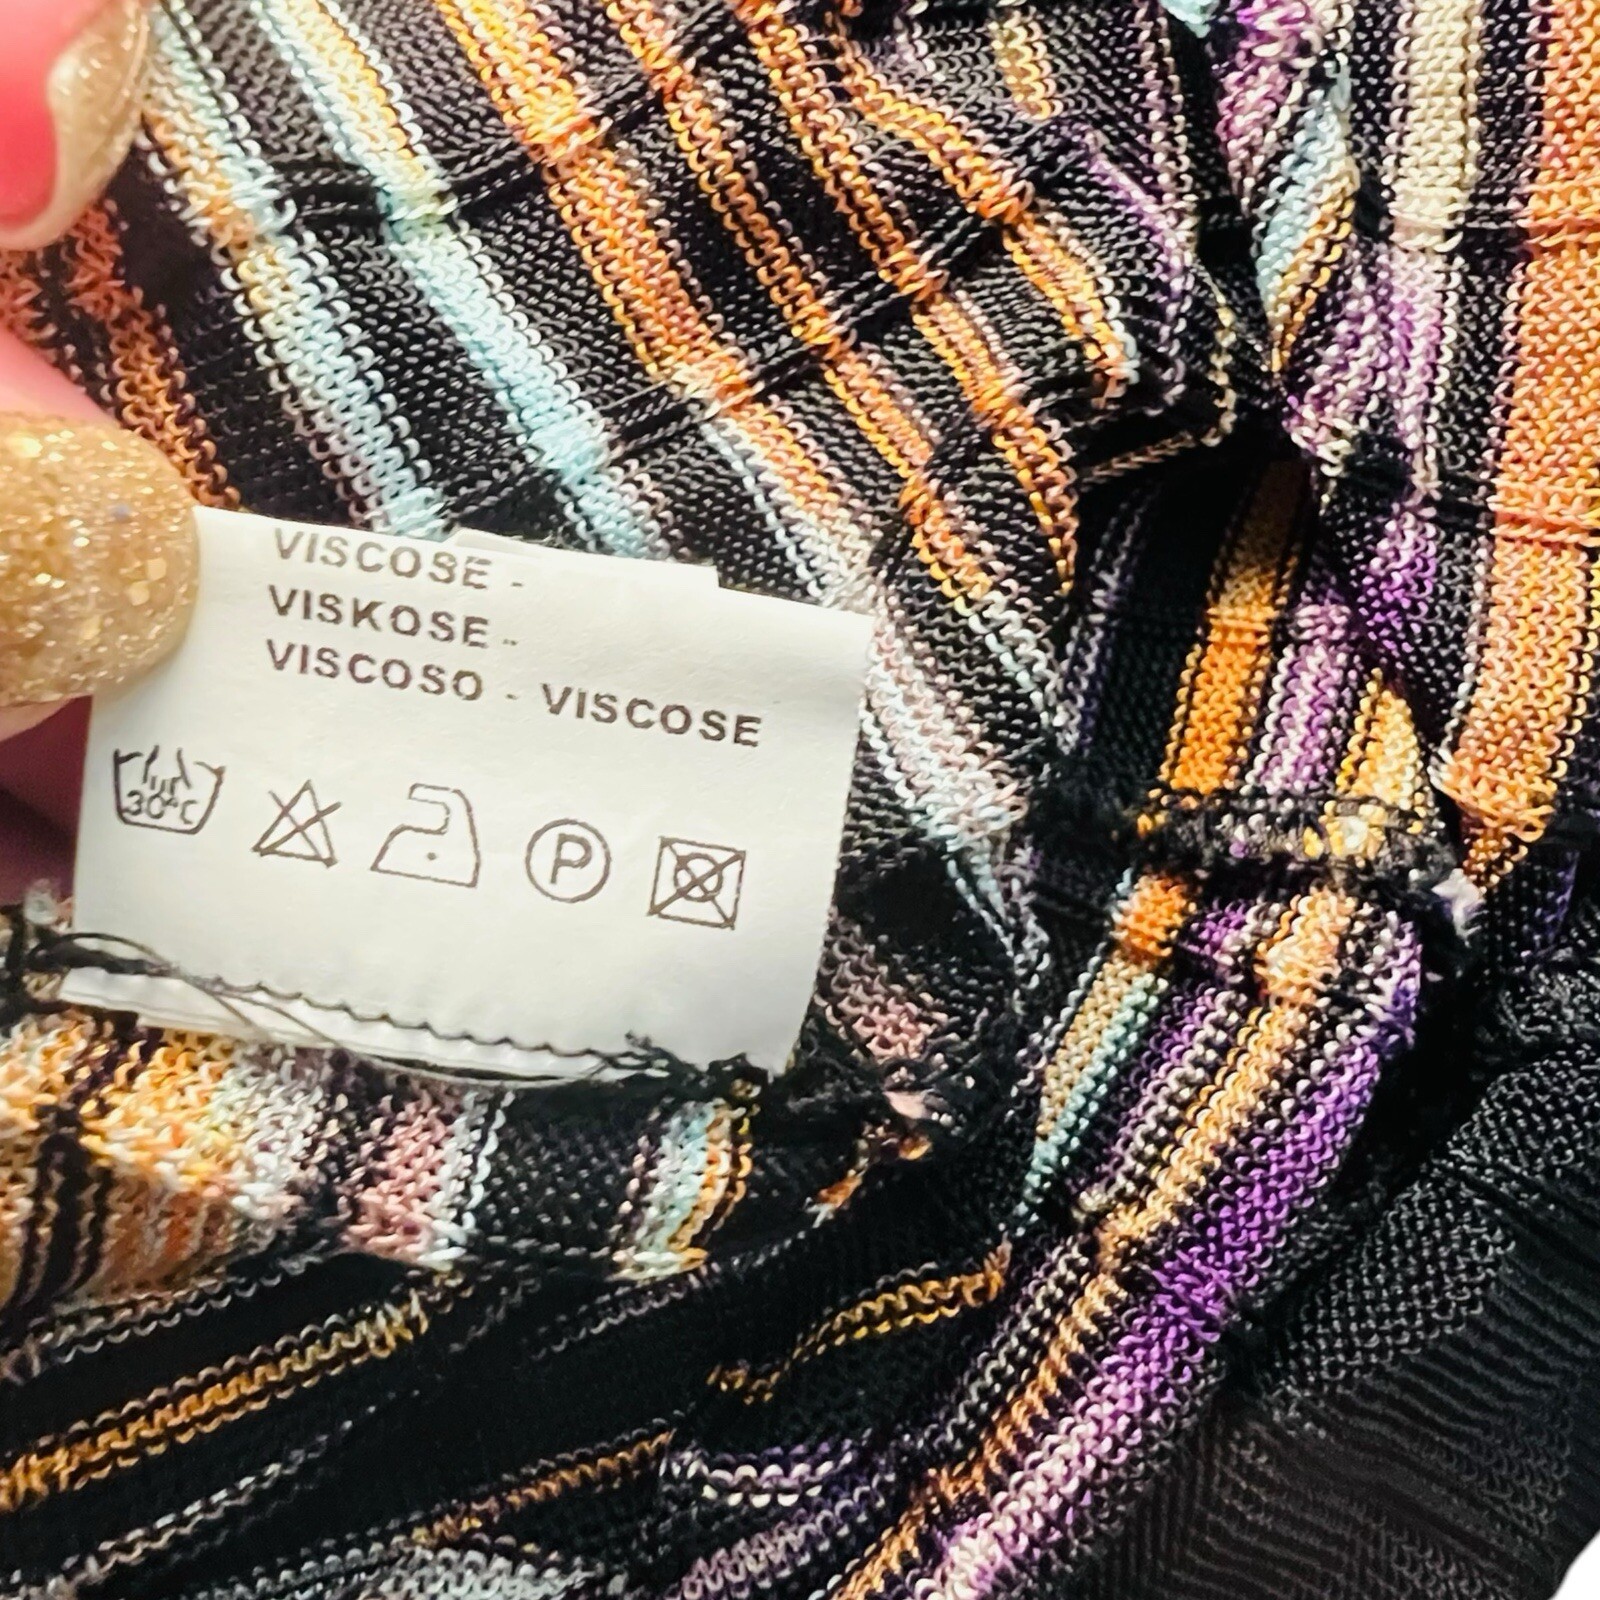 VISCOSE -
VISKOSE -
VISCOSO - VISCOSE
30°C
P